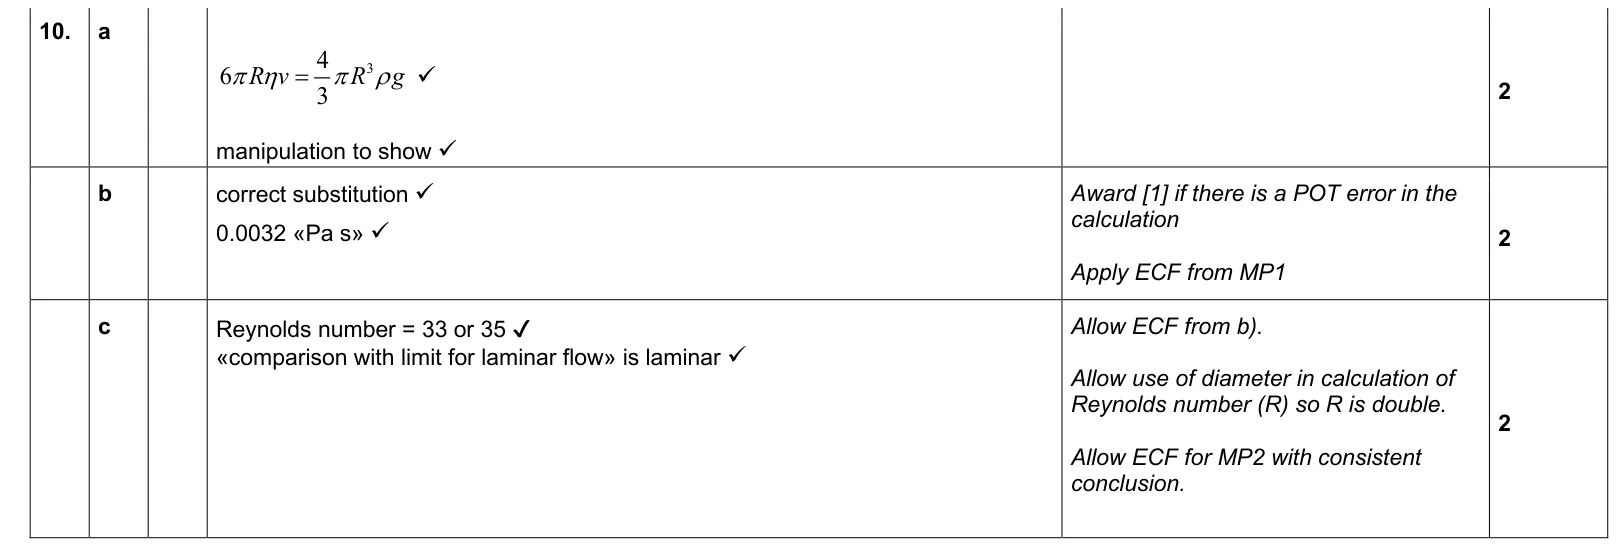 10. a
6πRηv = 4/3 πR³ρg ✓
2
manipulation to show ✓
b
correct substitution ✓
0.0032 «Pa s» ✓
Award [1] if there is a POT error in the
calculation
Apply ECF from MP1
2
c
Reynolds number = 33 or 35 ✓
«comparison with limit for laminar flow» is laminar ✓
Allow ECF from b).
Allow use of diameter in calculation of
Reynolds number (R) so R is double.
Allow ECF for MP2 with consistent
conclusion.
2